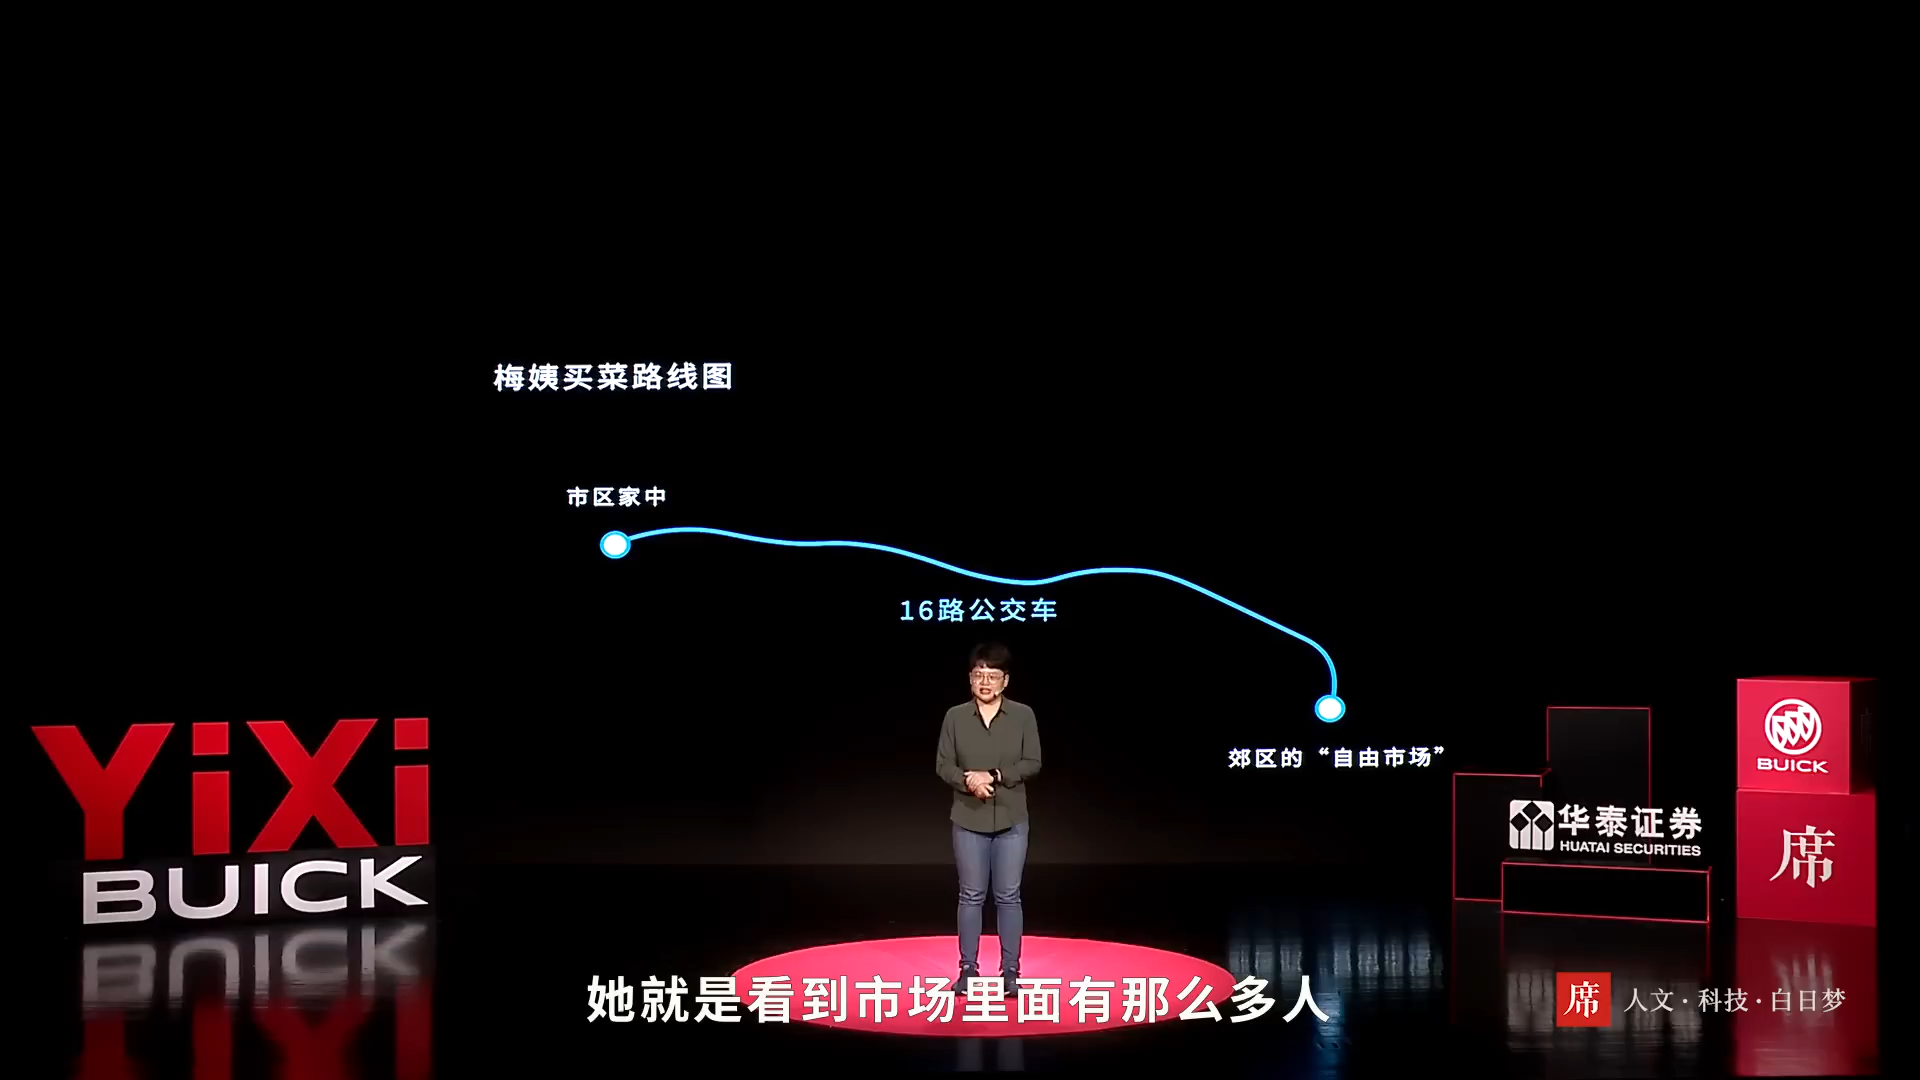 梅姨买菜路线图
市区家中
16路公交车
郊区的“自由市场”
YiXi
BUICK
华泰证券
HUATAI SECURITIES
BUICK
席
她就是看到市场里面有那么多人
席 人文·科技·白日梦